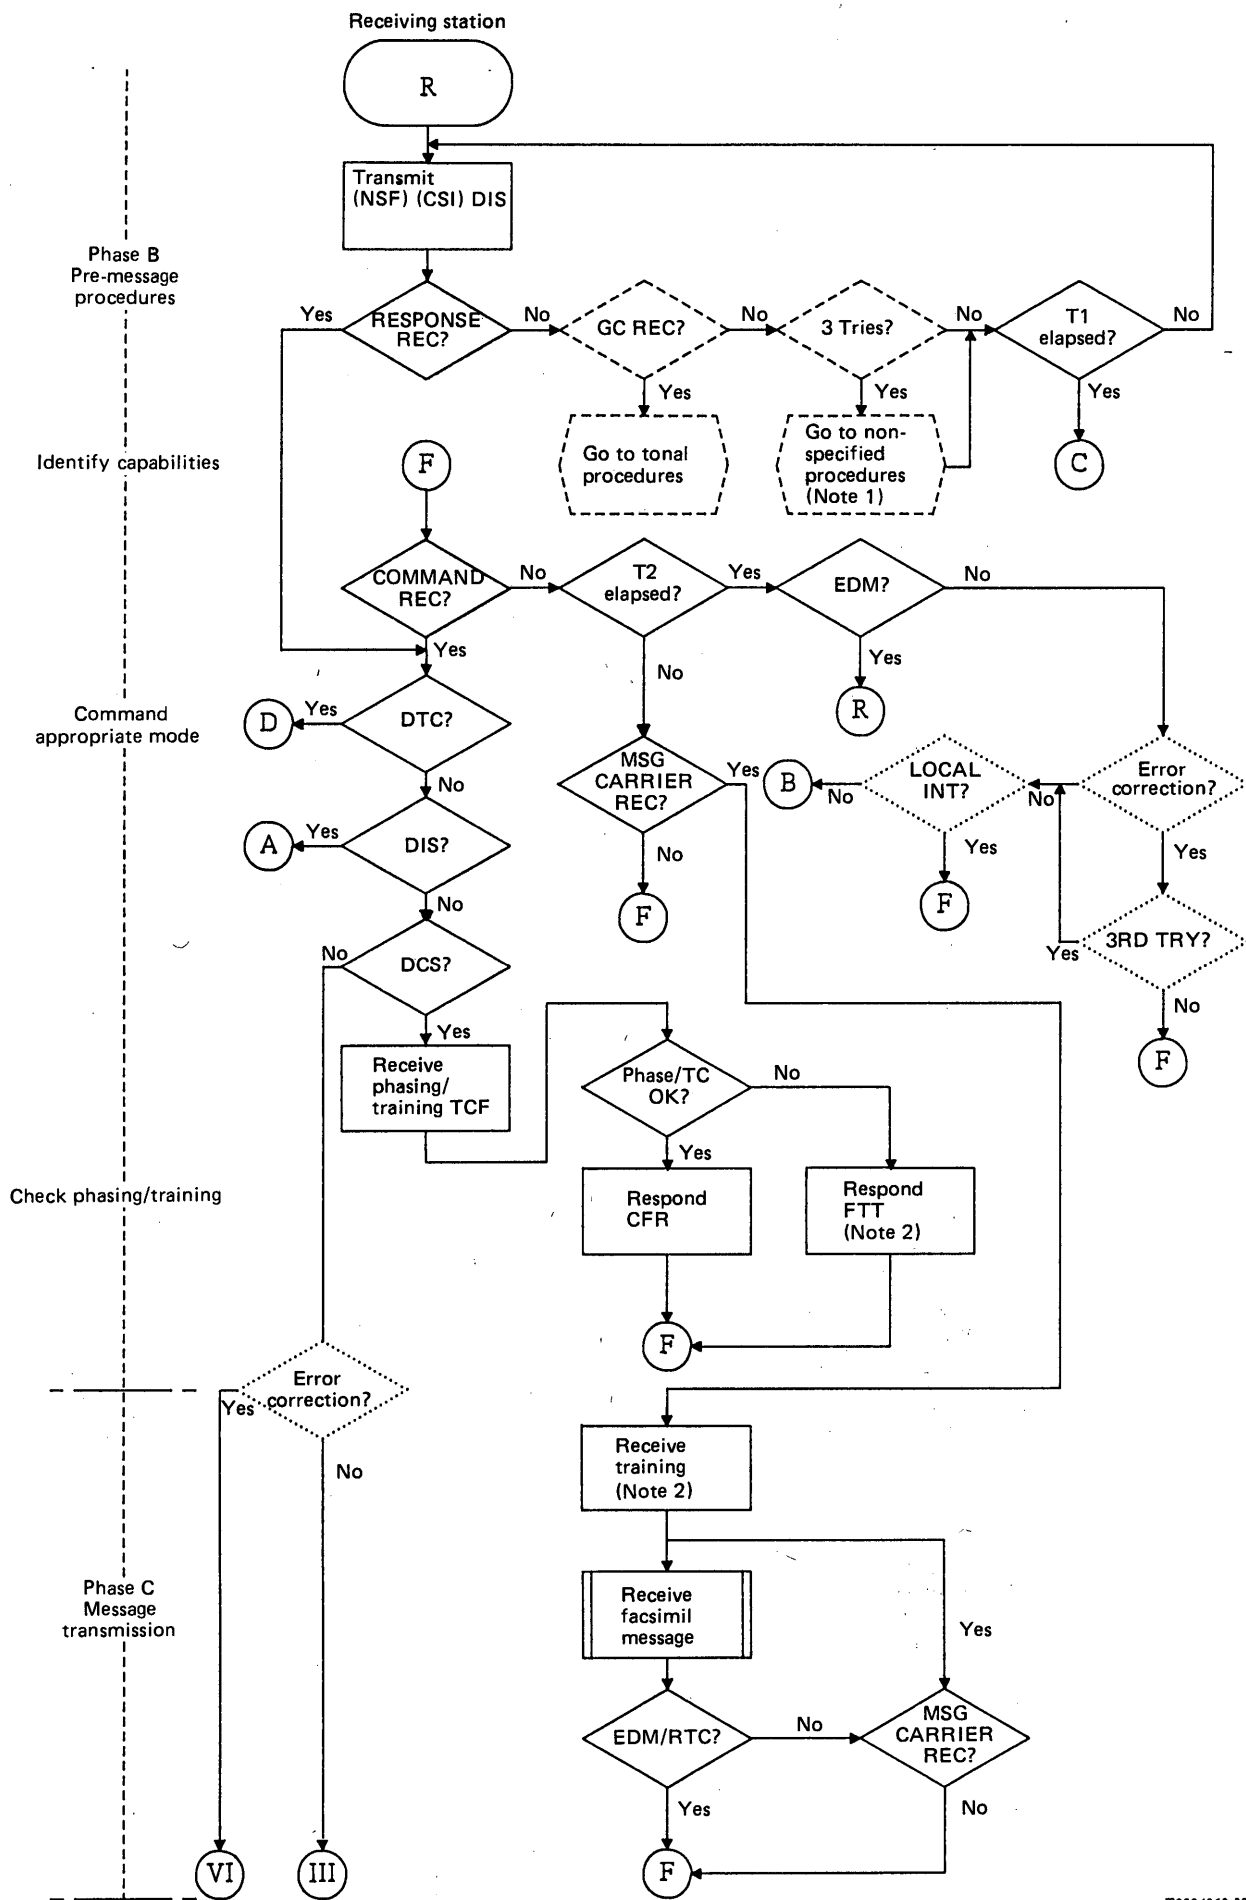 Receiving station
R
Transmit
(NSF) (CSI) DIS
Phase B
Pre-message
procedures
Yes
RESPONSE
REC?
No
GC REC?
No
3 Tries?
No
T1
elapsed?
No
Yes
Yes
Yes
Go to tonal
procedures
Go to non-
specified
procedures
(Note 1)
C
Identify capabilities
F
COMMAND
REC?
No
T2
elapsed?
Yes
EDM?
No
Yes
No
Yes
R
Command
appropriate mode
D
Yes
DTC?
No
MSG
CARRIER
REC?
Yes
B
No
LOCAL
INT?
No
Error
correction?
A
Yes
DIS?
No
No
F
Yes
F
Yes
3RD TRY?
Yes
No
F
No
DCS?
Yes
Receive
phasing/
training TCF
Phase/TC
OK?
No
Yes
Check phasing/training
Respond
CFR
Respond
FTT
(Note 2)
F
Error
correction?
Yes
No
Receive
training
(Note 2)
Phase C
Message
transmission
Receive
facsimil
message
Yes
EDM/RTC?
No
MSG
CARRIER
REC?
Yes
No
VI
III
F